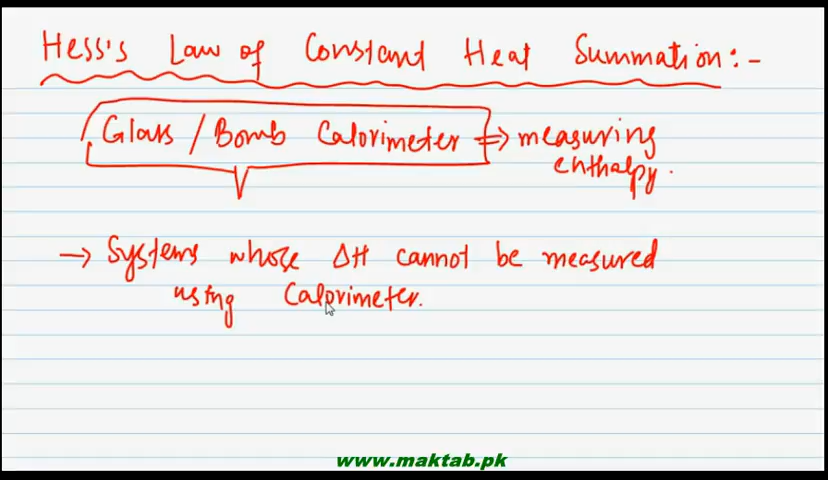 Hess's Law of Constant Heat Summation:-
Glass / Bomb Calorimeter => measuring
enthalpy.
→ Systems whose ΔH cannot be measured
using Calorimeter.
www.maktab.pk